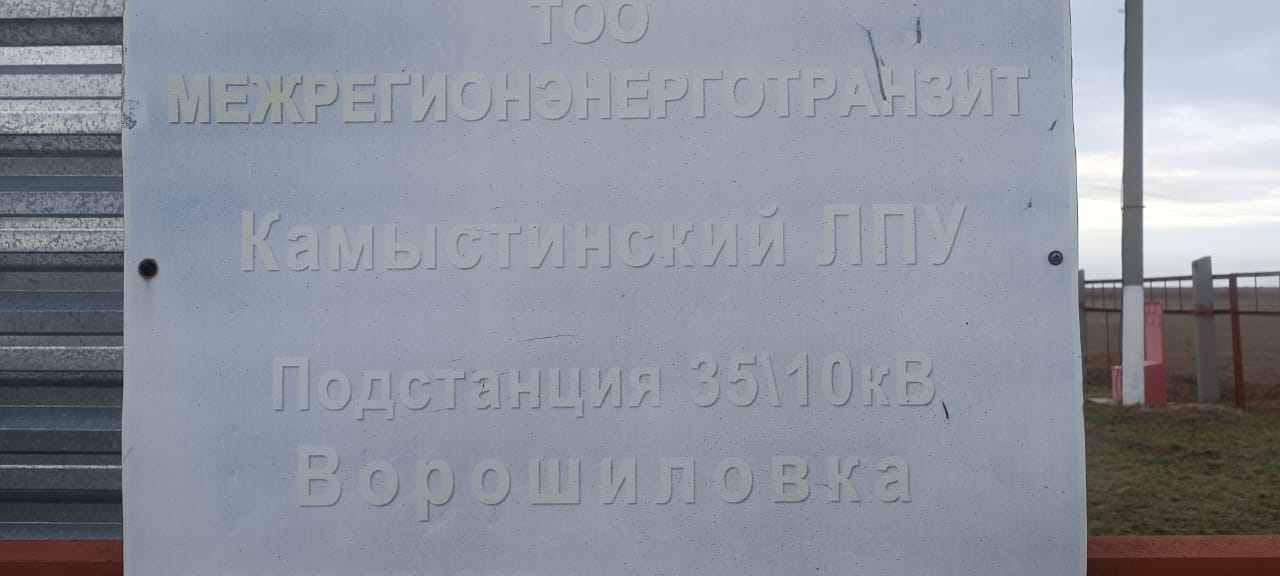 ТОО
МЕЖРЕГИОНЭНЕРГОТРАНЗИТ
Камыстинский ЛПУ
Подстанция 35\10кВ
Ворошиловка